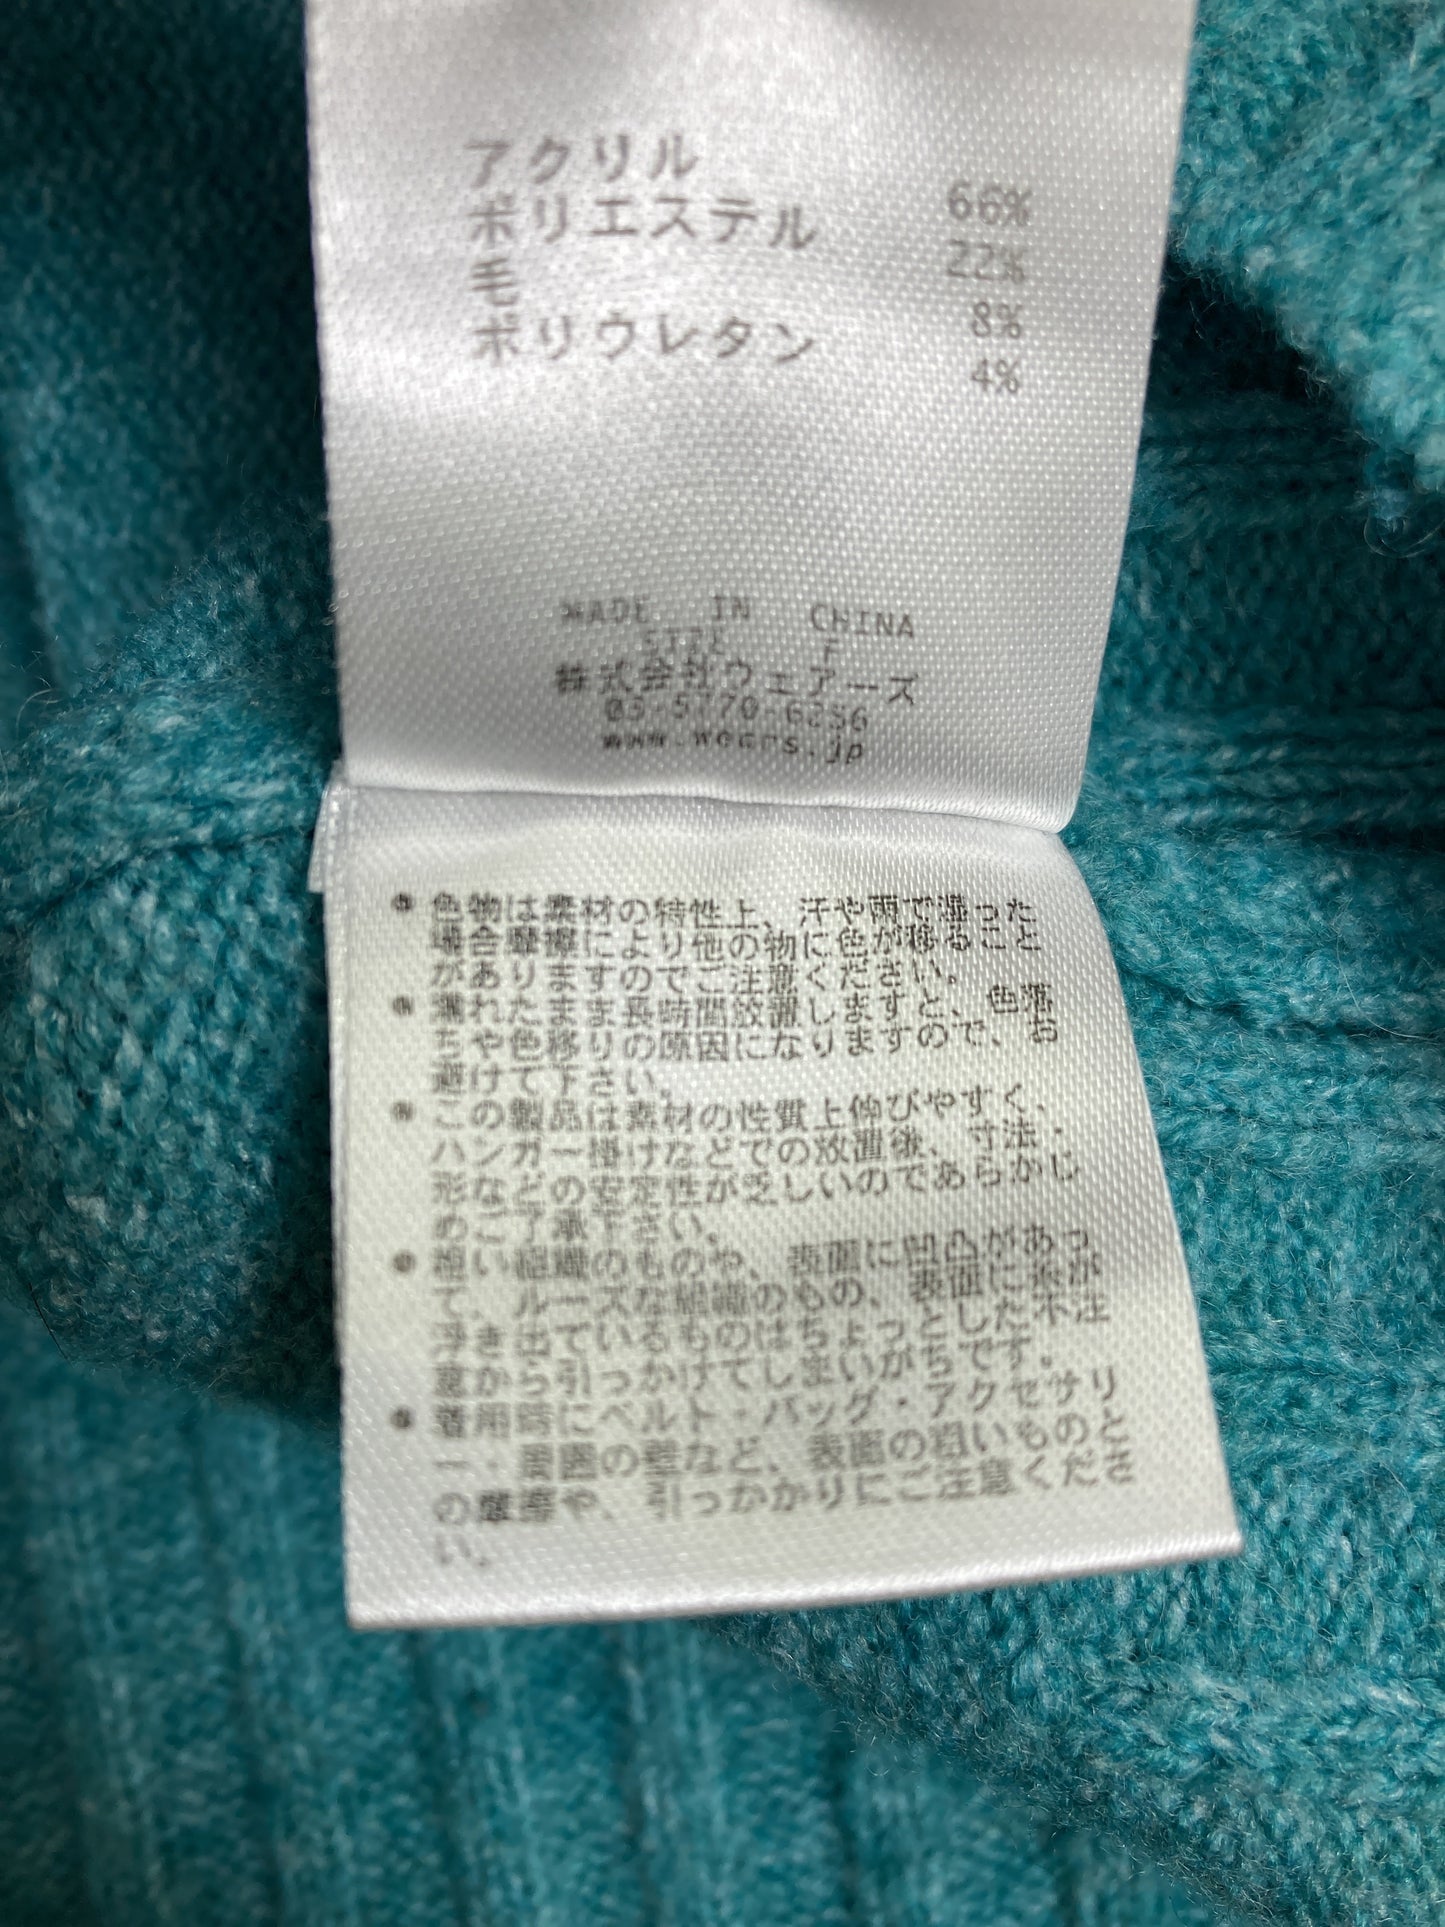 アクリル 66%
ポリエステル 22%
毛 8%
ポリウレタン 4%
MADE IN CHINA
SIZE F
株式会社ウェアーズ
03-5770-6256
www.wears.jp
* 色物は素材の特性上、汗や雨で湿った
場合摩擦により他の物に色が移ること
がありますのでご注意ください。
* 濡れたまま長時間放置しますと、色落
ちや色移りの原因になりますので、お
避けて下さい。
* この製品は素材の性質上伸びやすく、
ハンガー掛けなどでの放置後、寸法・
形などの安定性が乏しいのであらかじ
めご了承下さい。
* 粗い組織のものや、表面に凹凸があっ
て、ルーズな組織のもの、表面に糸が
浮き出ているものはちょっとした不注
意から引っかけてしまいがちです。
* 着用時にベルト・バッグ・アクセサリ
ー・周囲の壁など、表面の粗いものと
の摩擦や、引っかかりにご注意くださ
い。